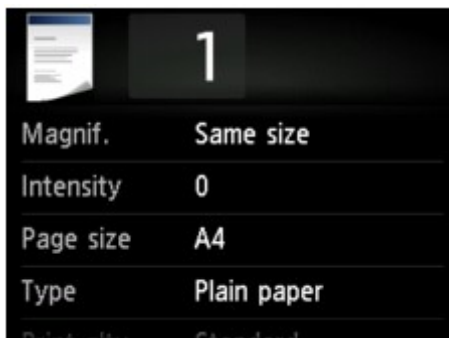 1
Magnif. Same size
Intensity 0
Page size A4
Type Plain paper